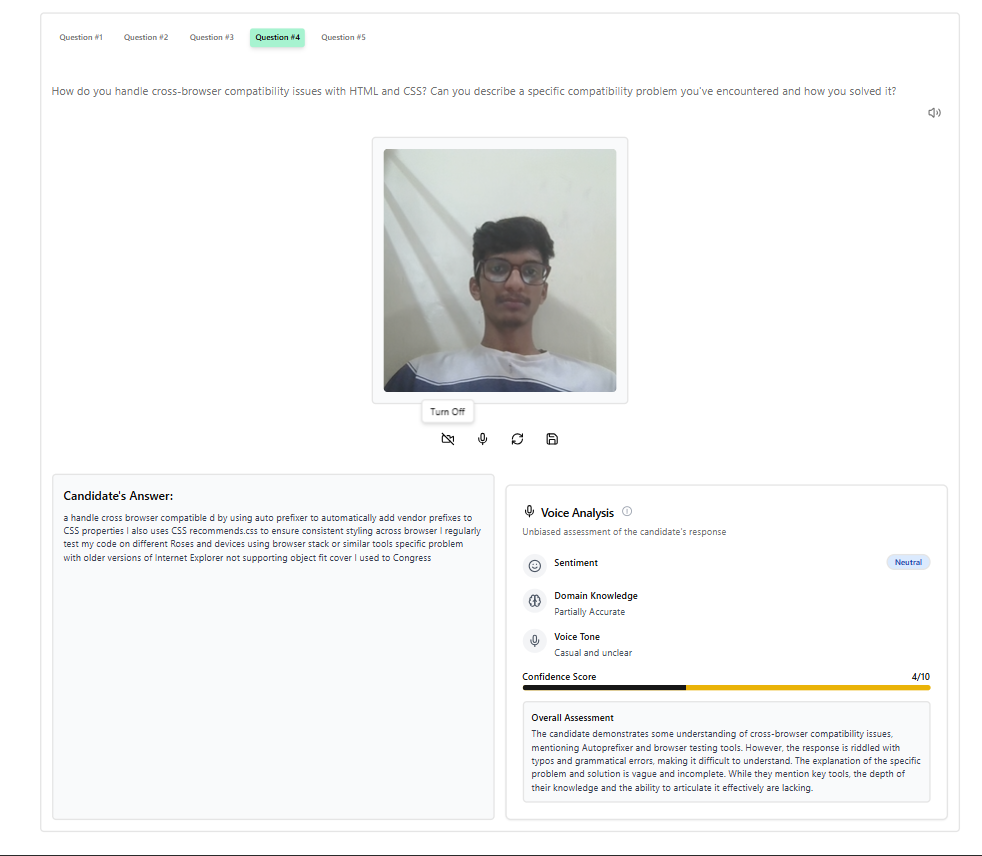 Question #1 Question #2 Question #3 Question #4 Question #5
How do you handle cross-browser compatibility issues with HTML and CSS? Can you describe a specific compatibility problem you've encountered and how you solved it?
Turn Off
Candidate's Answer:
a handle cross browser compatible d by using auto prefixer to automatically add vendor prefixes to
CSS properties I also uses CSS recommends.css to ensure consistent styling across browser I regularly
test my code on different Roses and devices using browser stack or similar tools specific problem
with older versions of Internet Explorer not supporting object fit cover I used to Congress
Voice Analysis
Unbiased assessment of the candidate's response
Sentiment
Neutral
Domain Knowledge
Partially Accurate
Voice Tone
Casual and unclear
Confidence Score 4/10
Overall Assessment
The candidate demonstrates some understanding of cross-browser compatibility issues,
mentioning Autoprefixer and browser testing tools. However, the response is riddled with
typos and grammatical errors, making it difficult to understand. The explanation of the specific
problem and solution is vague and incomplete. While they mention key tools, the depth of
their knowledge and the ability to articulate it effectively are lacking.